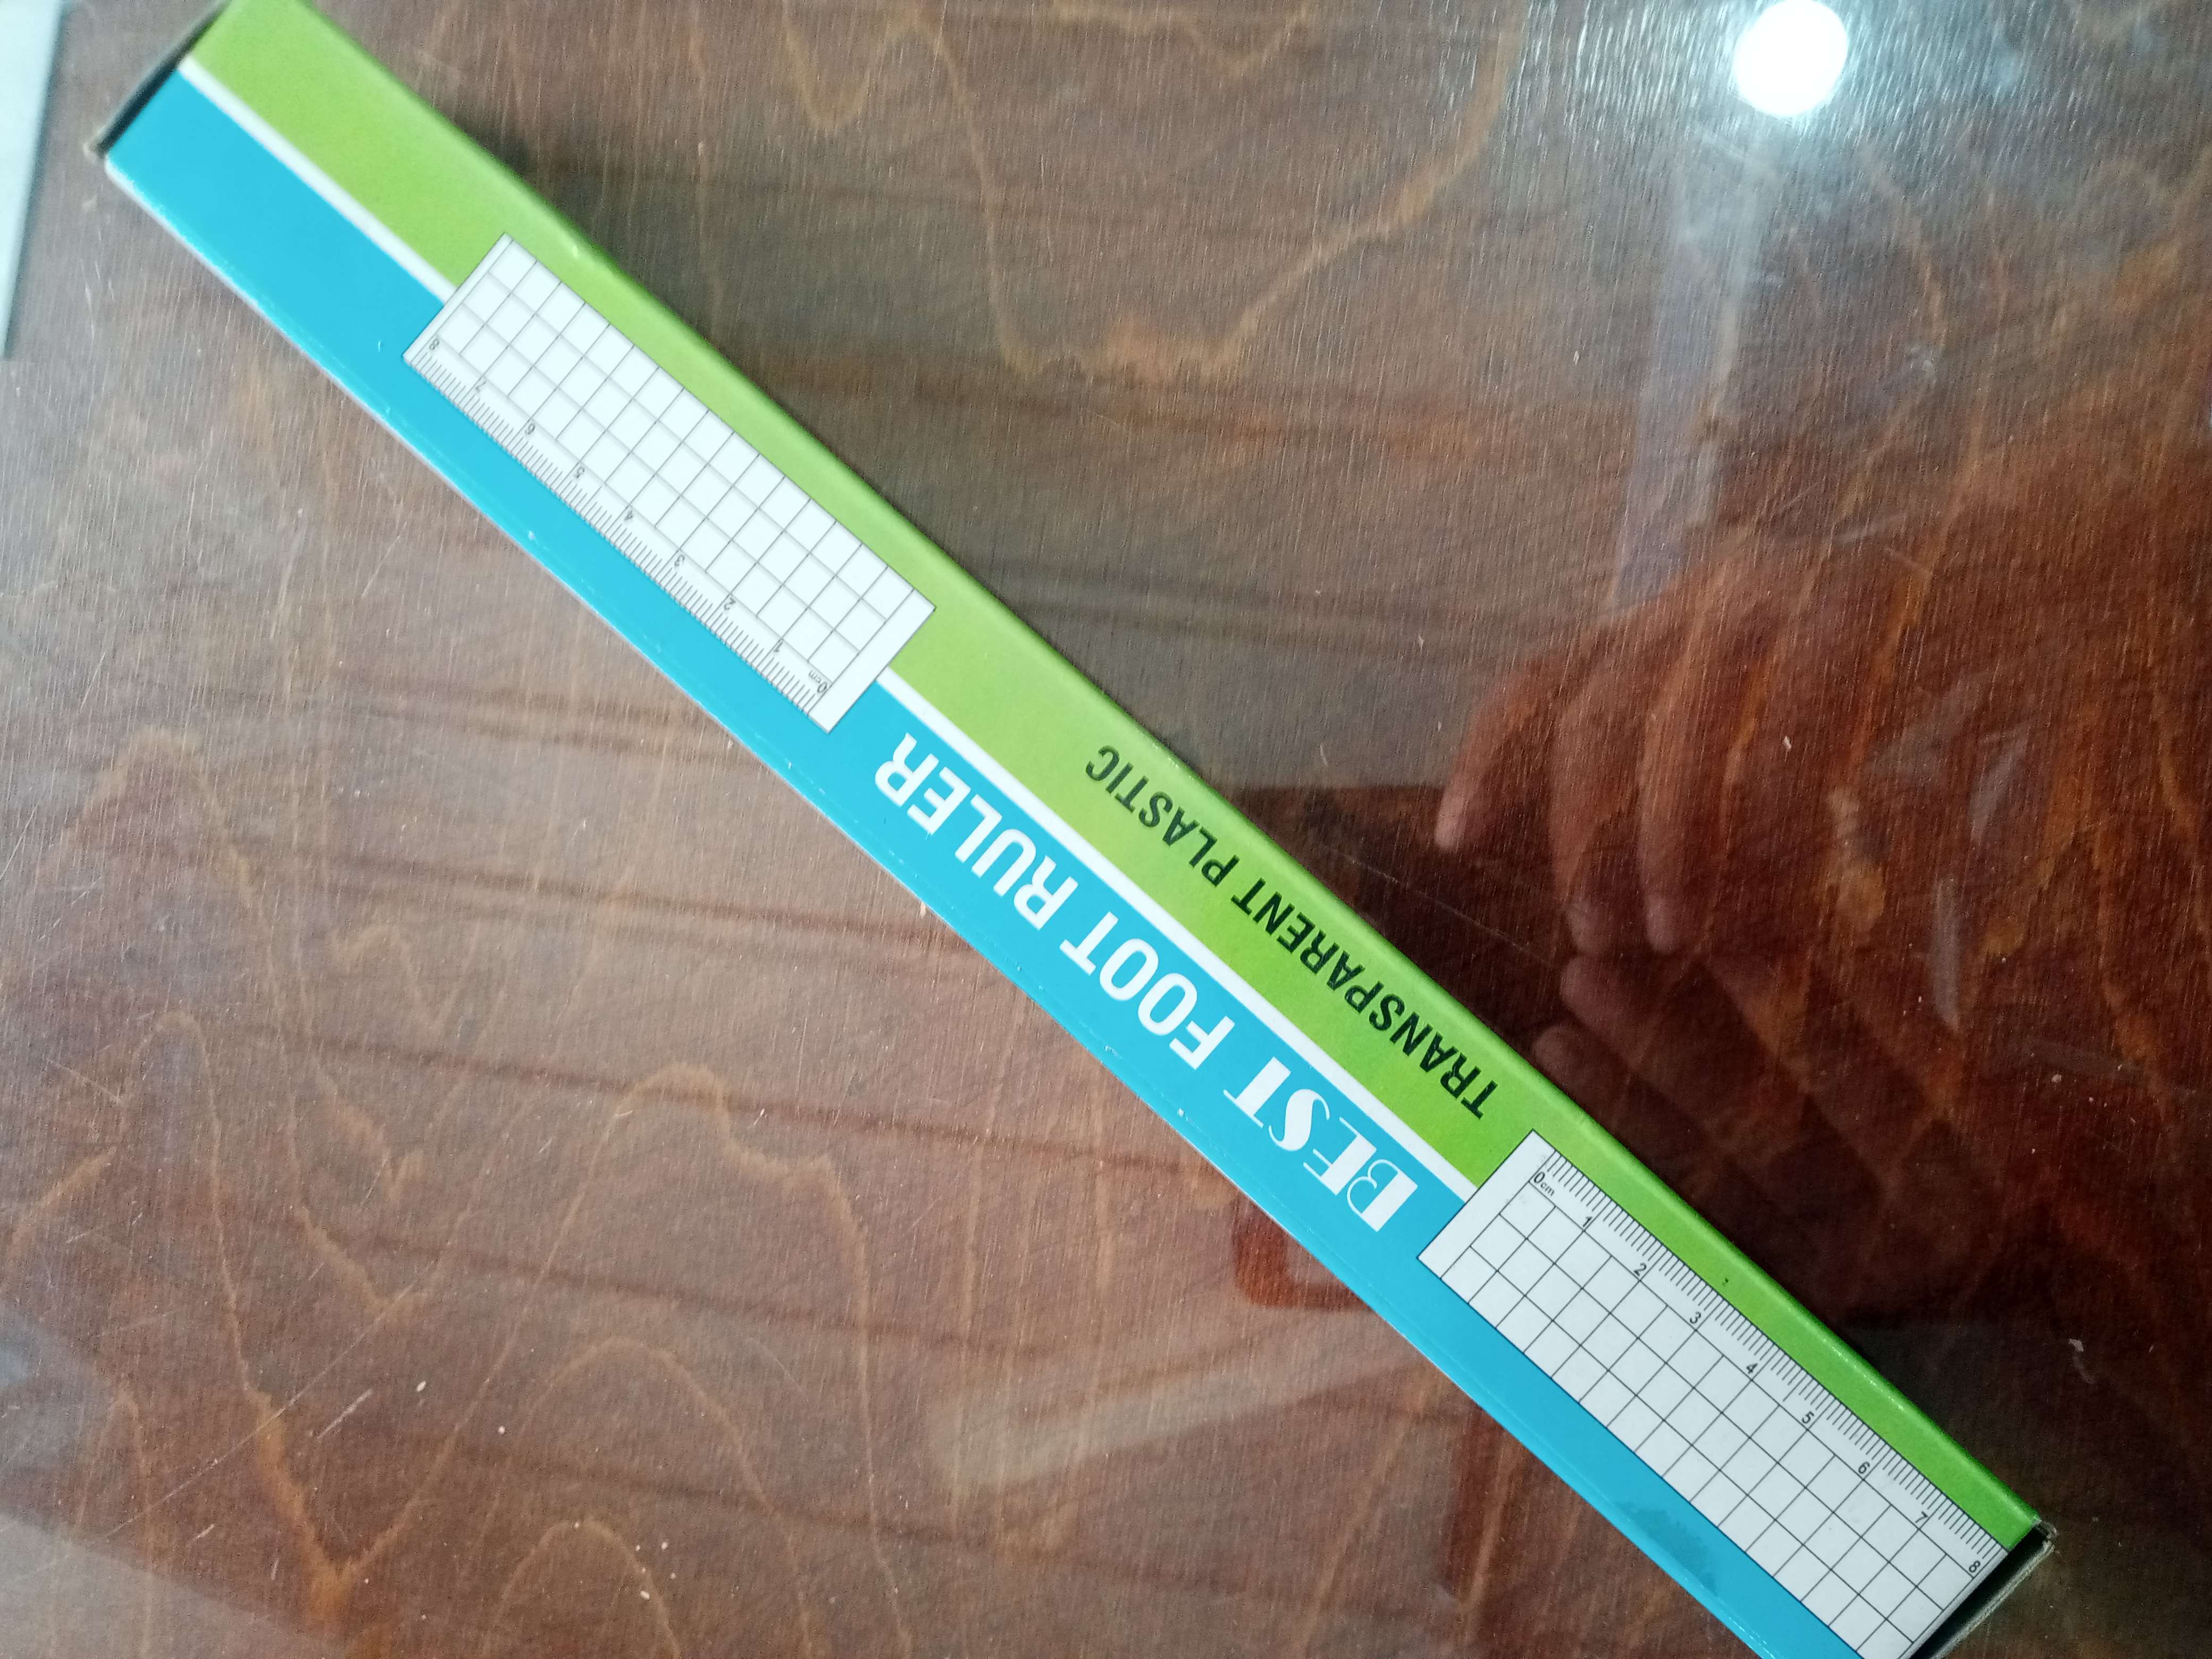 TRANSPARENT PLASTIC
BEST FOOT RULER
0cm 1 2 3 4 5 6 7 8
0cm 1 2 3 4 5 6 7 8